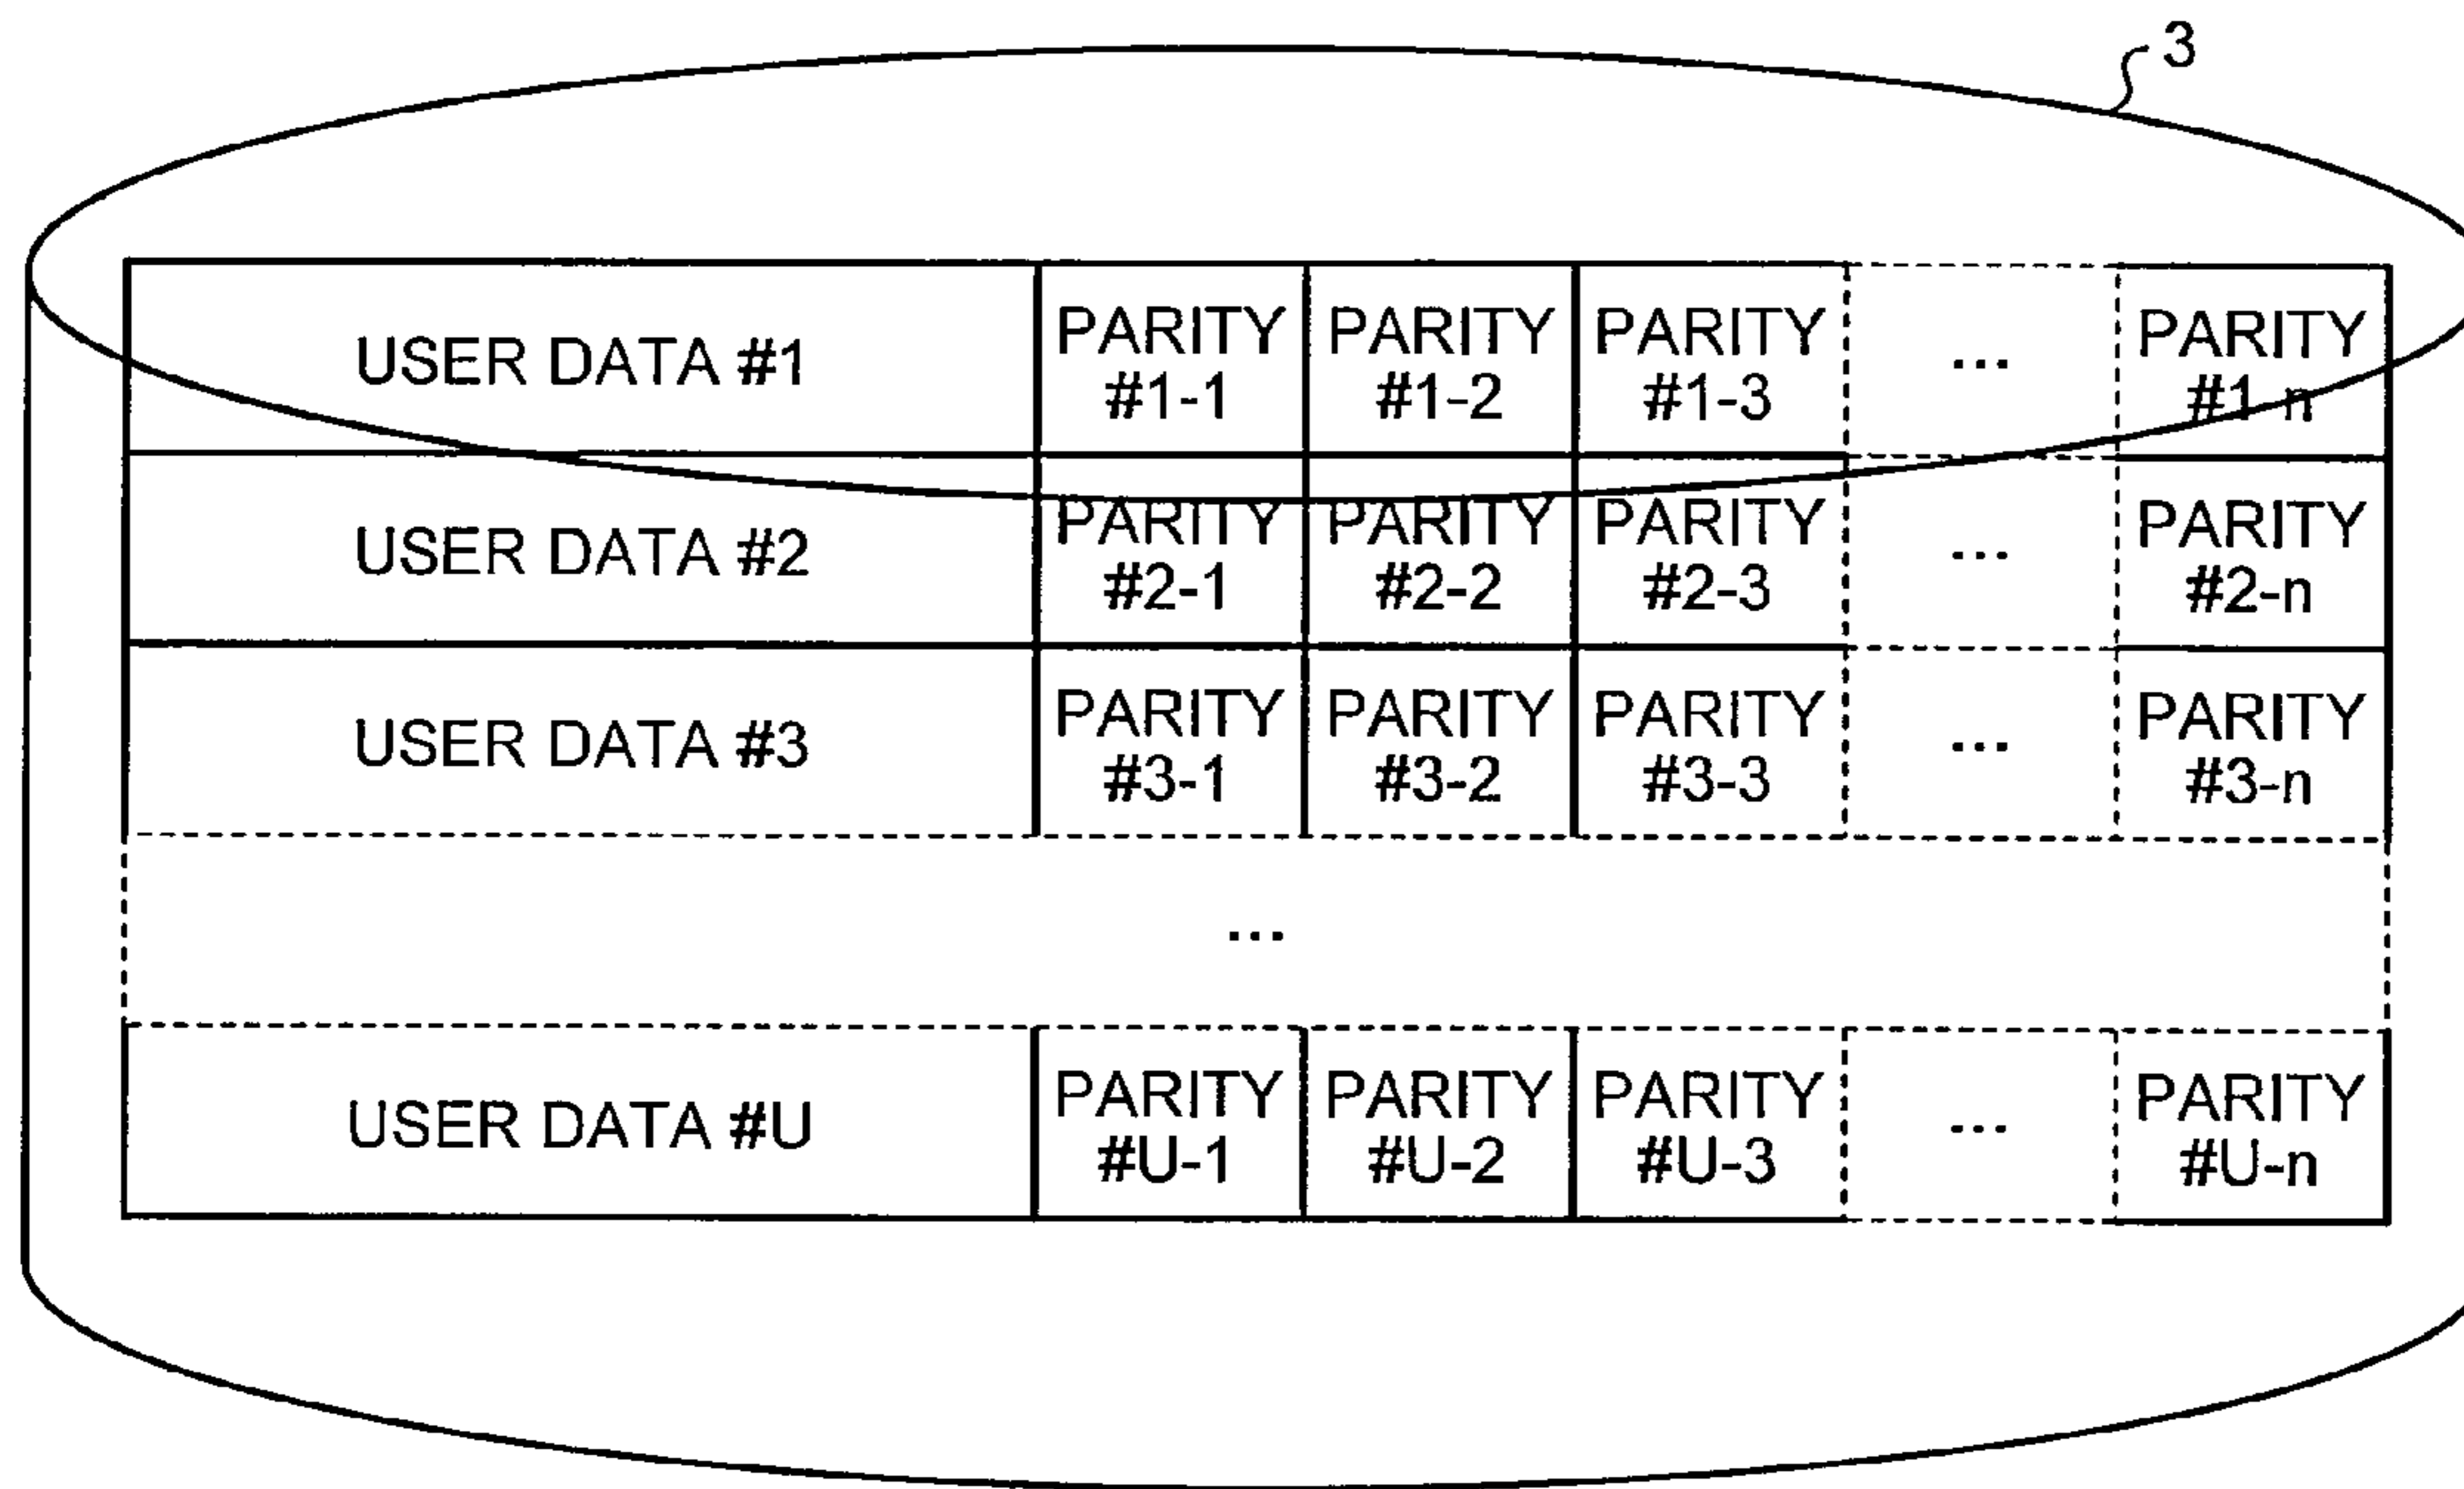 3
USER DATA #1
PARITY
#1-1
PARITY
#1-2
PARITY
#1-3
...
PARITY
#1-n
USER DATA #2
PARITY
#2-1
PARITY
#2-2
PARITY
#2-3
...
PARITY
#2-n
USER DATA #3
PARITY
#3-1
PARITY
#3-2
PARITY
#3-3
...
PARITY
#3-n
...
USER DATA #U
PARITY
#U-1
PARITY
#U-2
PARITY
#U-3
...
PARITY
#U-n